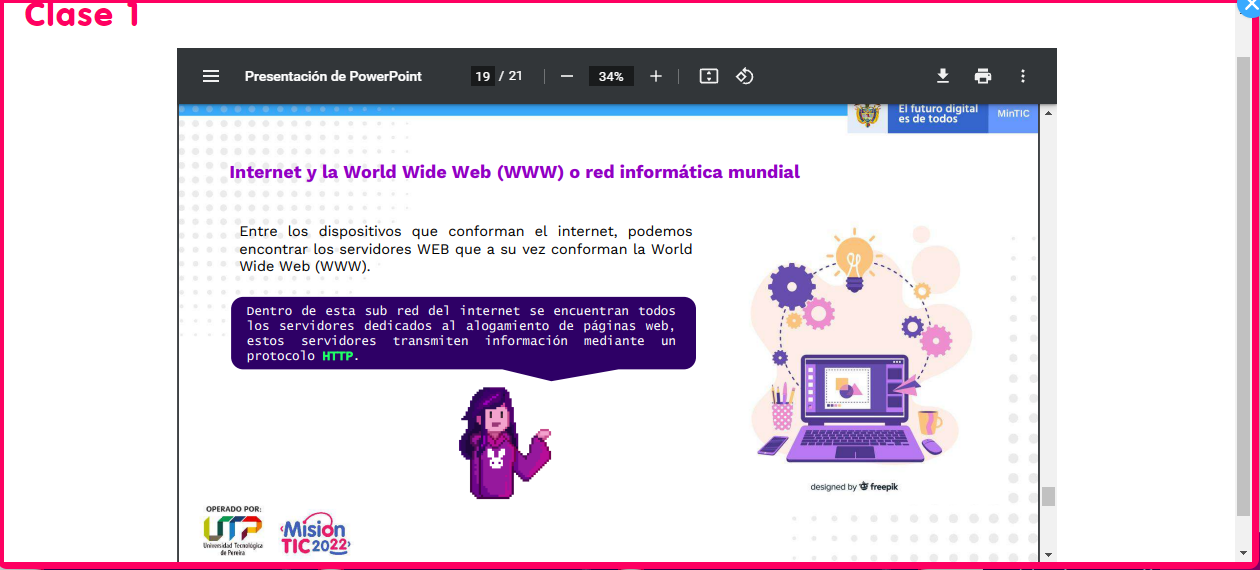 Clase 1
Presentación de PowerPoint
19 / 21
34%
El futuro digital
es de todos
MinTIC
Internet y la World Wide Web (WWW) o red informática mundial
Entre los dispositivos que conforman el internet, podemos
encontrar los servidores WEB que a su vez conforman la World
Wide Web (WWW).
Dentro de esta sub red del internet se encuentran todos
los servidores dedicados al alogamiento de páginas web,
estos servidores transmiten información mediante un
protocolo HTTP.
designed by freepik
OPERADO POR:
UTP
Universidad Tecnológica
de Pereira
Misión
TIC2022